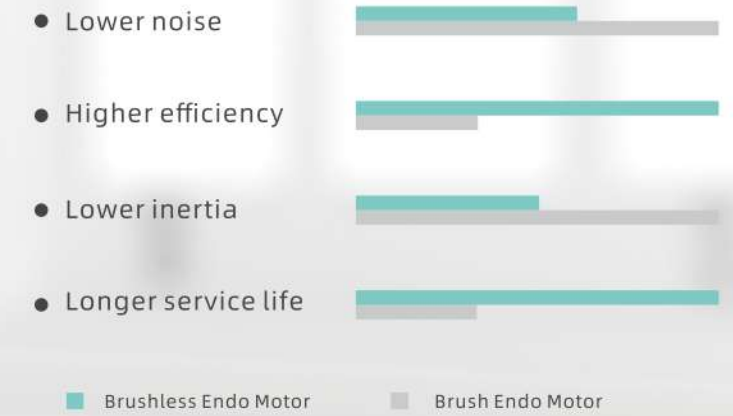 Lower noise
Higher efficiency
Lower inertia
Longer service life
Brushless Endo Motor
Brush Endo Motor